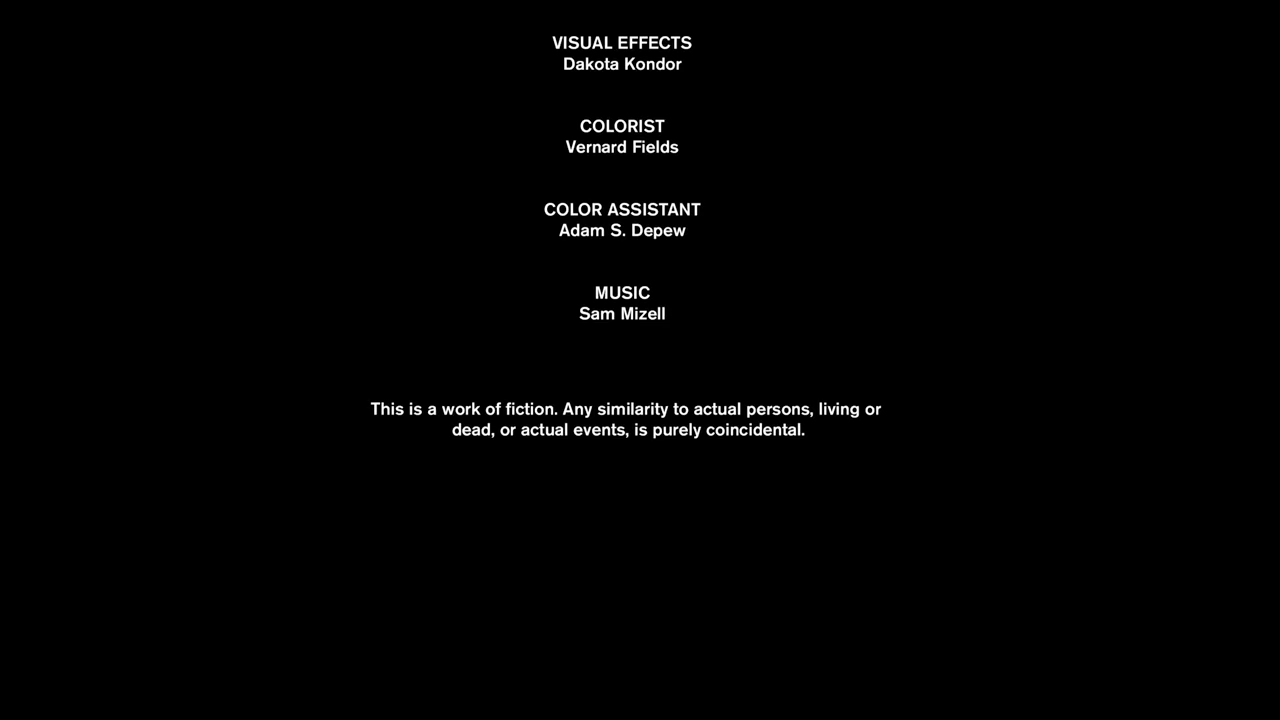 VISUAL EFFECTS
Dakota Kondor
COLORIST
Vernard Fields
COLOR ASSISTANT
Adam S. Depew
MUSIC
Sam Mizell
This is a work of fiction. Any similarity to actual persons, living or
dead, or actual events, is purely coincidental.